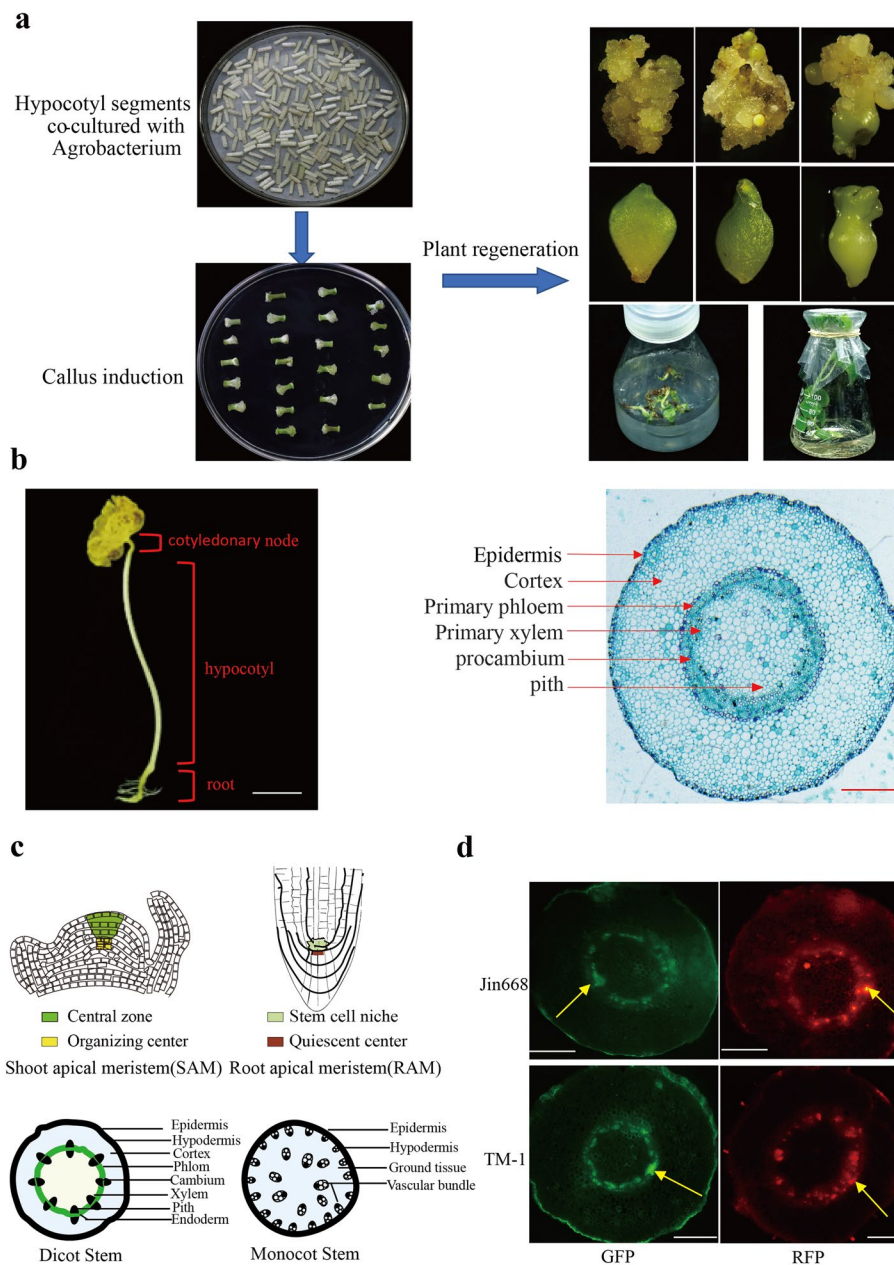 a
Hypocotyl segments
co-cultured with
Agrobacterium
Callus induction
Plant regeneration
b
cotyledonary node
hypocotyl
root
Epidermis
Cortex
Primary phloem
Primary xylem
procambium
pith
c
Central zone
Organizing center
Shoot apical meristem(SAM)
Stem cell niche
Quiescent center
Root apical meristem(RAM)
Epidermis
Hypodermis
Cortex
Phlom
Cambium
Xylem
Pith
Endoderm
Dicot Stem
Epidermis
Hypodermis
Ground tissue
Vascular bundle
Monocot Stem
d
Jin668
TM-1
GFP
RFP